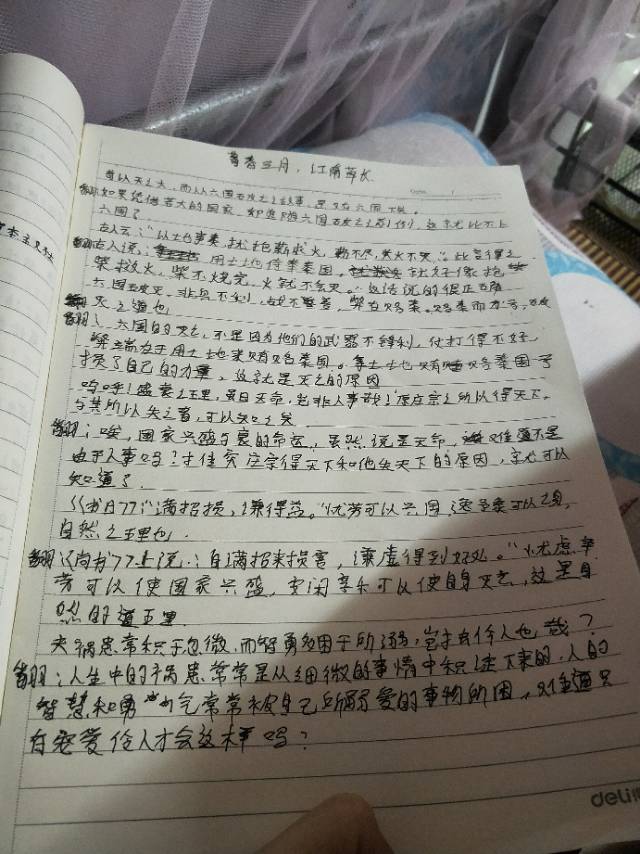 草香三月,江南草长
苟以天之大,而从六国破亡之故事,是又在六国下矣。
翻:如果凭借着大的国家,却追随六国破亡之前例,这就比不上
六国了
古人云:“以土地事秦,犹抱薪救火,薪不尽,火不灭。”此言得之
翻:古人说: 用土地侍奉秦国。就好像抱
柴救火,柴不烧完,火就不灭。”这话说的很正确
六国破灭,非兵不利,战不善,弊在赂秦。赂秦而力亏,破
灭之道也
翻:六国的灭亡,不是因为他们的武器不锋利,仗打得不好
弊端在于用土地来贿赂秦国。 贿赂秦国亏
损了自己的力量,这就是灭亡的原因
呜呼!盛衰之理,虽曰天命,岂非人事哉!原庄宗之所以得天下,
与其所以失之者,可以知之矣
翻:唉,国家兴盛与衰的命运,虽然说是天命,难道不是
由于人事吗?推究庄宗得天下和他失天下的原因,就可以
知道了
《书》曰:“满招损,谦得益。”忧劳可以兴国,逸豫可以亡身,
自然之理也.
翻:《尚书》上说:自满招来损害,谦虚得到好处。”忧虑辛
劳可以使国家兴盛,安闲享乐可以使自身灭亡,这是自
然的道理
夫祸患常积于忽微,而智勇多困于所溺,岂独伶人也哉?
翻:人生中的祸患常常是从细微的事情中积这下来的,人的
智慧和勇气常常被自己所溺爱的事物所困,难道只
有宠爱伶人才会这样吗?
deli